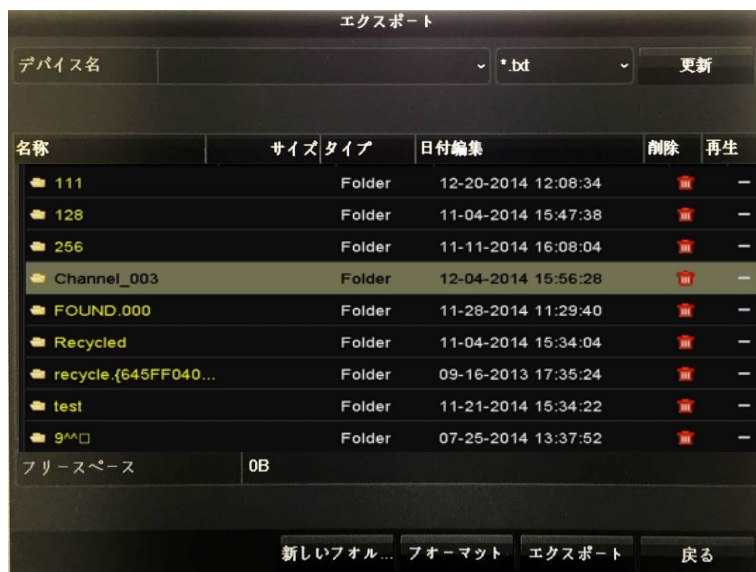 エクスポート
デバイス名 *.txt 更新
名称 サイズ タイプ 日付編集 削除 再生
111 Folder 12-20-2014 12:08:34 —
128 Folder 11-04-2014 15:47:38 —
256 Folder 11-11-2014 16:08:04 —
Channel_003 Folder 12-04-2014 15:56:28 —
FOUND.000 Folder 11-28-2014 11:29:40 —
Recycled Folder 11-04-2014 15:34:04 —
recycle.{645FF040... Folder 09-16-2013 17:35:24 —
test Folder 11-21-2014 15:34:22 —
9^^□ Folder 07-25-2014 13:37:52 —
フリースペース 0B
新しいフォル... フォーマット エクスポート 戻る